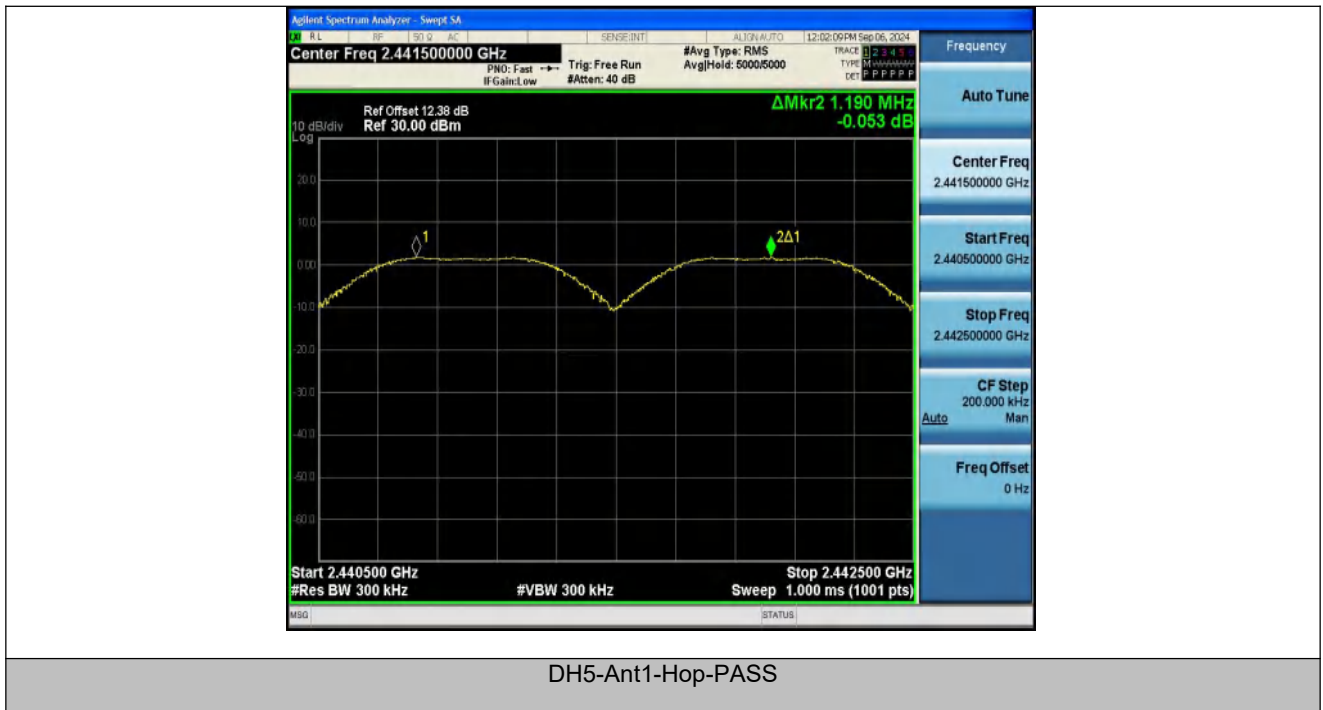 Agilent Spectrum Analyzer - Swept SA
RL RF 50 Ω AC SENSE:INT ALIGN AUTO 12:02:09 PM Sep 06, 2024
Center Freq 2.441500000 GHz
PNO: Fast
IFGain:Low
Trig: Free Run
#Atten: 40 dB
#Avg Type: RMS
Avg|Hold: 5000/5000
TRACE 1 2 3 4 5 6
TYPE M
DET P P P P P P
Frequency
ΔMkr2 1.190 MHz
-0.053 dB
Ref Offset 12.38 dB
10 dB/div Ref 30.00 dBm
Log
20.0
10.0
0.00
-10.0
-20.0
-30.0
-40.0
-50.0
-60.0
1
2Δ1
Start 2.440500 GHz
Stop 2.442500 GHz
#Res BW 300 kHz
#VBW 300 kHz
Sweep 1.000 ms (1001 pts)
MSG
STATUS
Auto Tune
Center Freq
2.441500000 GHz
Start Freq
2.440500000 GHz
Stop Freq
2.442500000 GHz
CF Step
200.000 kHz
Auto Man
Freq Offset
0 Hz
DH5-Ant1-Hop-PASS